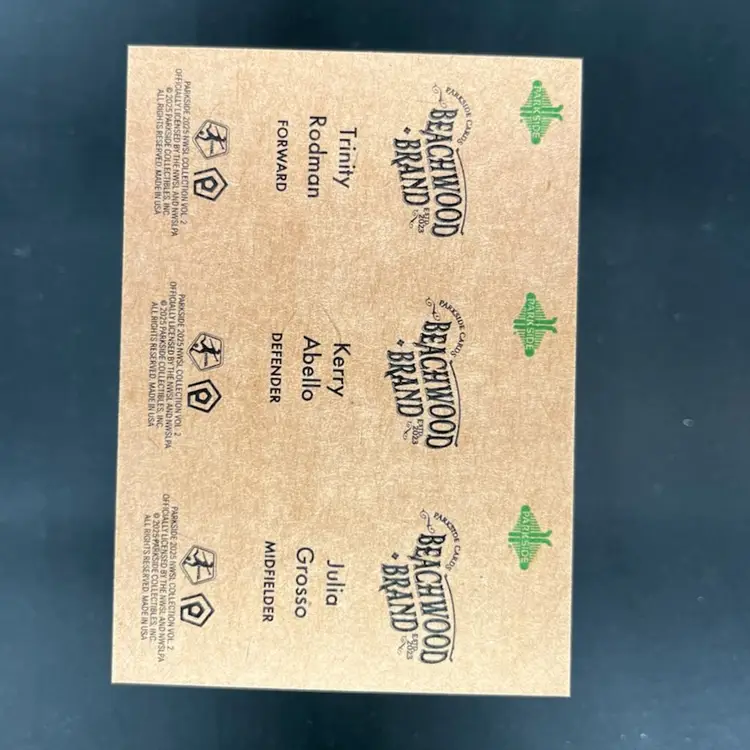 PARKSIDE
PARKSIDE CARDS
BEACHWOOD
BRAND
ESTD
2023
Trinity
Rodman
FORWARD
PARKSIDE 2025 NWSL COLLECTION VOL. 2
OFFICIALLY LICENSED BY THE NWSL AND NWSLPA
© 2025 PARKSIDE COLLECTIBLES, INC.
ALL RIGHTS RESERVED. MADE IN USA
PARKSIDE
PARKSIDE CARDS
BEACHWOOD
BRAND
ESTD
2023
Kerry
Abello
DEFENDER
PARKSIDE 2025 NWSL COLLECTION VOL. 2
OFFICIALLY LICENSED BY THE NWSL AND NWSLPA
© 2025 PARKSIDE COLLECTIBLES, INC.
ALL RIGHTS RESERVED. MADE IN USA
PARKSIDE
PARKSIDE CARDS
BEACHWOOD
BRAND
ESTD
2023
Julia
Grosso
MIDFIELDER
PARKSIDE 2025 NWSL COLLECTION VOL. 2
OFFICIALLY LICENSED BY THE NWSL AND NWSLPA
© 2025 PARKSIDE COLLECTIBLES, INC.
ALL RIGHTS RESERVED. MADE IN USA